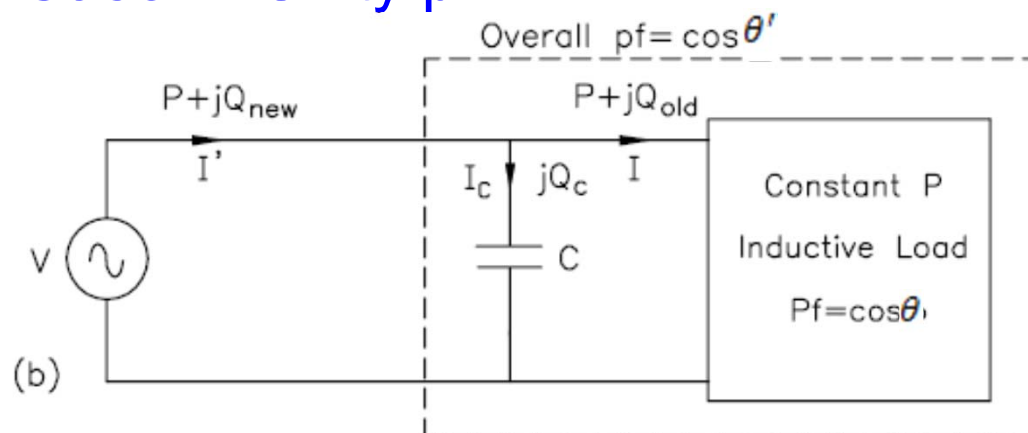 Overall pf= cosθ'
P+jQnew
P+jQold
I'
Ic
jQc
I
Constant P
Inductive Load
Pf=cosθ
V
C
(b)